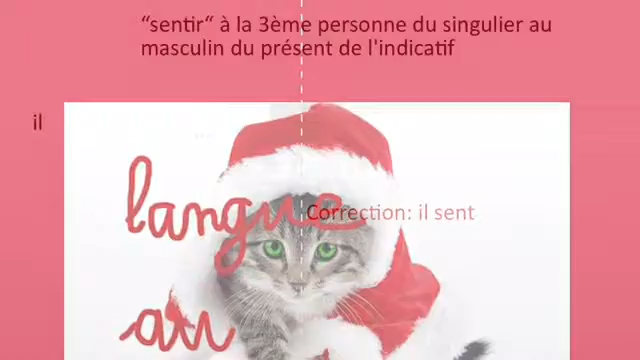 “sentir“ à la 3ème personne du singulier au
masculin du présent de l'indicatif
il
langue
Correction: il sent
au